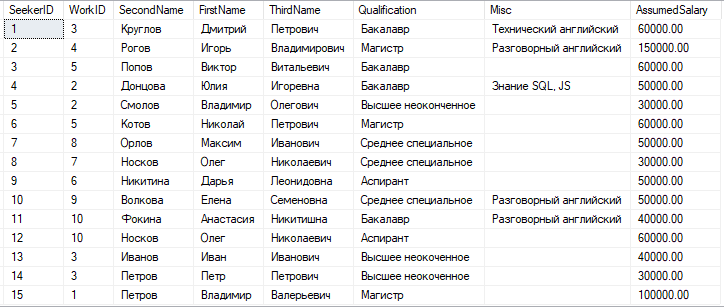 SeekerID WorkID SecondName FirstName ThirdName Qualification Misc AssumedSalary
1 3 Круглов Дмитрий Петрович Бакалавр Технический английский 60000.00
2 4 Рогов Игорь Владимирович Магистр Разговорный английский 150000.00
3 5 Попов Виктор Витальевич Бакалавр 60000.00
4 2 Донцова Юлия Игоревна Бакалавр Знание SQL, JS 50000.00
5 2 Смолов Владимир Олегович Высшее неоконченное 30000.00
6 5 Котов Николай Петрович Магистр 60000.00
7 8 Орлов Максим Иванович Среднее специальное 50000.00
8 7 Носков Олег Николаевич Среднее специальное 30000.00
9 6 Никитина Дарья Леонидовна Аспирант 50000.00
10 9 Волкова Елена Семеновна Среднее специальное Разговорный английский 50000.00
11 10 Фокина Анастасия Никитишна Бакалавр Разговорный английский 40000.00
12 10 Носков Олег Николаевич Аспирант 60000.00
13 3 Иванов Иван Иванович Высшее неокоченное 40000.00
14 3 Петров Петр Петрович Высшее неокоченное 30000.00
15 1 Петров Владимир Валерьевич Магистр 100000.00